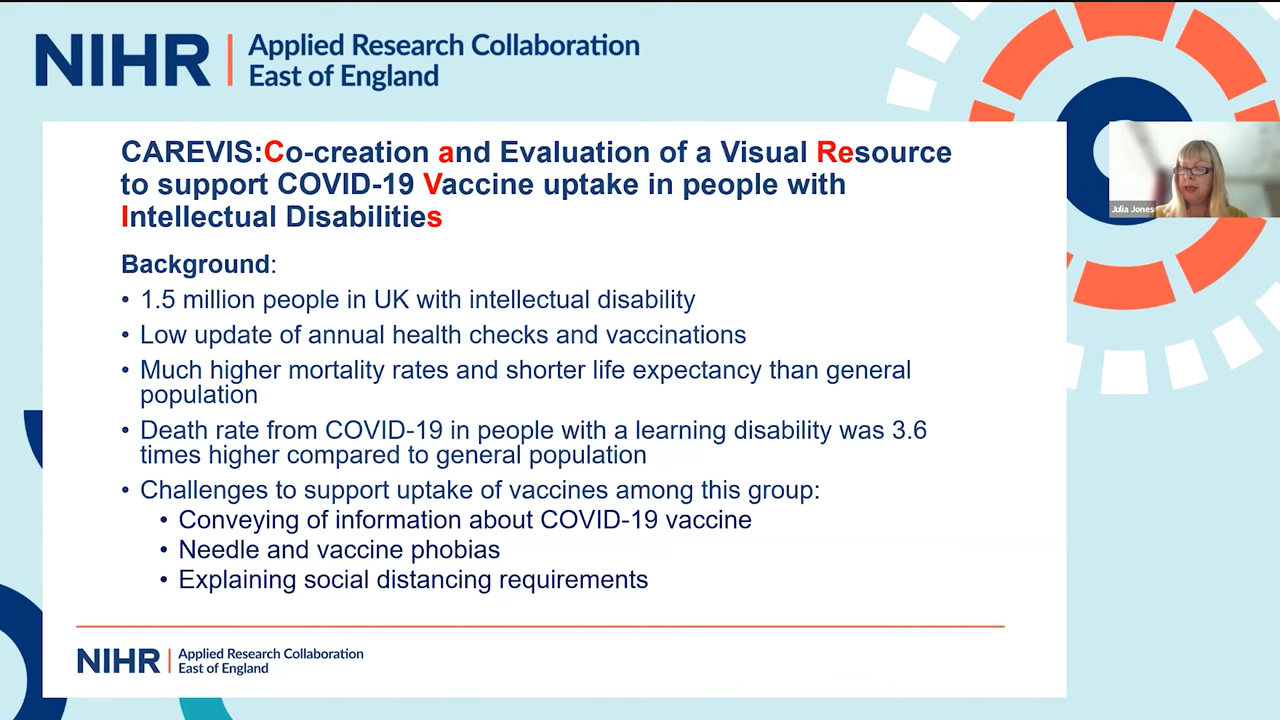 NIHR | Applied Research Collaboration
East of England
CAREVIS:Co-creation and Evaluation of a Visual Resource
to support COVID-19 Vaccine uptake in people with
Intellectual Disabilities
Julia Jones
Background:
• 1.5 million people in UK with intellectual disability
• Low update of annual health checks and vaccinations
• Much higher mortality rates and shorter life expectancy than general
population
• Death rate from COVID-19 in people with a learning disability was 3.6
times higher compared to general population
• Challenges to support uptake of vaccines among this group:
• Conveying of information about COVID-19 vaccine
• Needle and vaccine phobias
• Explaining social distancing requirements
NIHR | Applied Research Collaboration
East of England